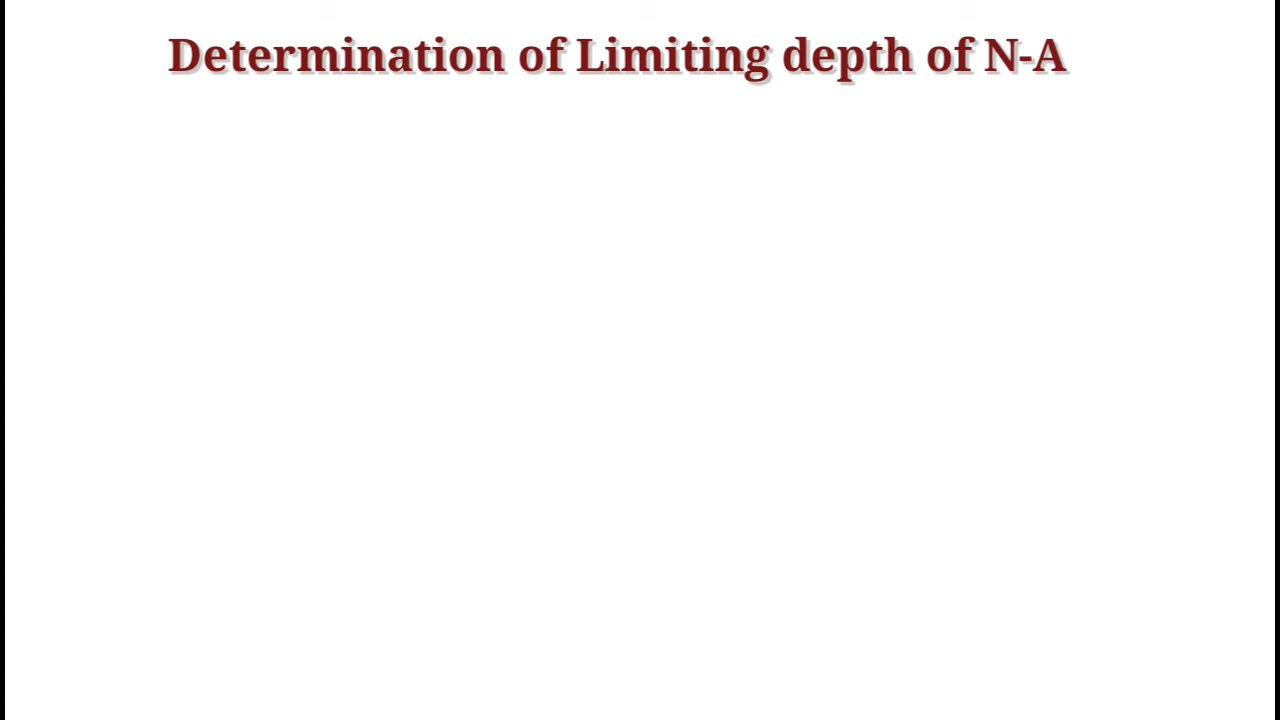 Determination of Limiting depth of N-A